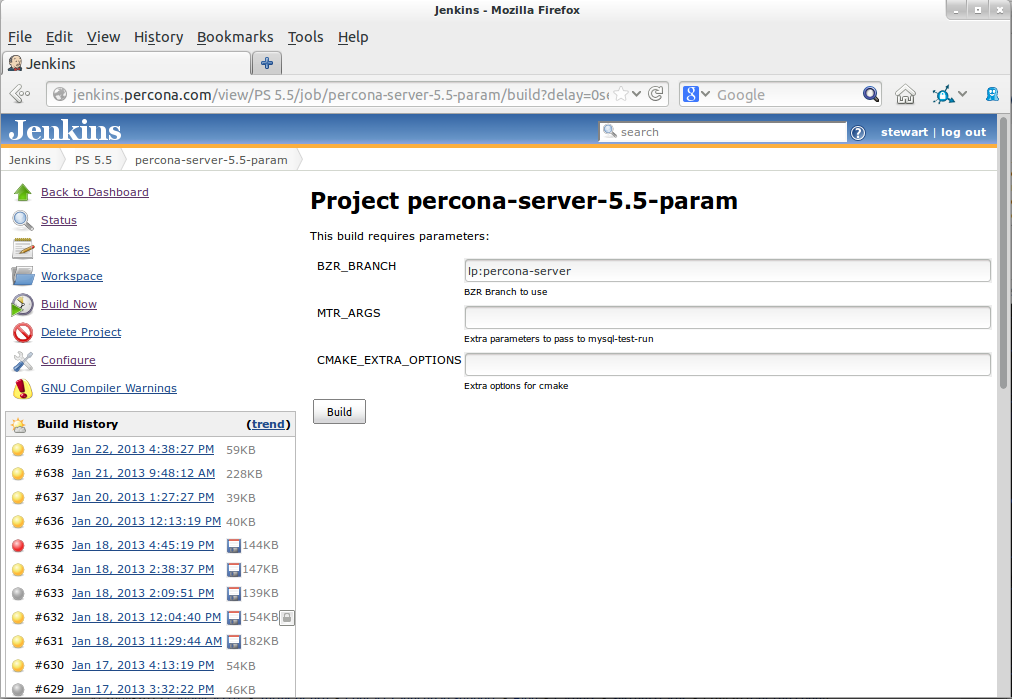 Jenkins - Mozilla Firefox
File Edit View History Bookmarks Tools Help
Jenkins
jenkins.percona.com/view/PS 5.5/job/percona-server-5.5-param/build?delay=0se
Google
Jenkins
search
stewart | log out
Jenkins PS 5.5 percona-server-5.5-param
Back to Dashboard
Status
Changes
Workspace
Build Now
Delete Project
Configure
GNU Compiler Warnings
Build History (trend)
#639 Jan 22, 2013 4:38:27 PM 59KB
#638 Jan 21, 2013 9:48:12 AM 228KB
#637 Jan 20, 2013 1:27:27 PM 39KB
#636 Jan 20, 2013 12:13:19 PM 40KB
#635 Jan 18, 2013 4:45:19 PM 144KB
#634 Jan 18, 2013 2:38:37 PM 147KB
#633 Jan 18, 2013 2:09:51 PM 139KB
#632 Jan 18, 2013 12:04:40 PM 154KB
#631 Jan 18, 2013 11:29:44 AM 182KB
#630 Jan 17, 2013 4:13:19 PM 54KB
#629 Jan 17, 2013 3:32:22 PM 46KB
Project percona-server-5.5-param
This build requires parameters:
BZR_BRANCH
lp:percona-server
BZR Branch to use
MTR_ARGS
Extra parameters to pass to mysql-test-run
CMAKE_EXTRA_OPTIONS
Extra options for cmake
Build